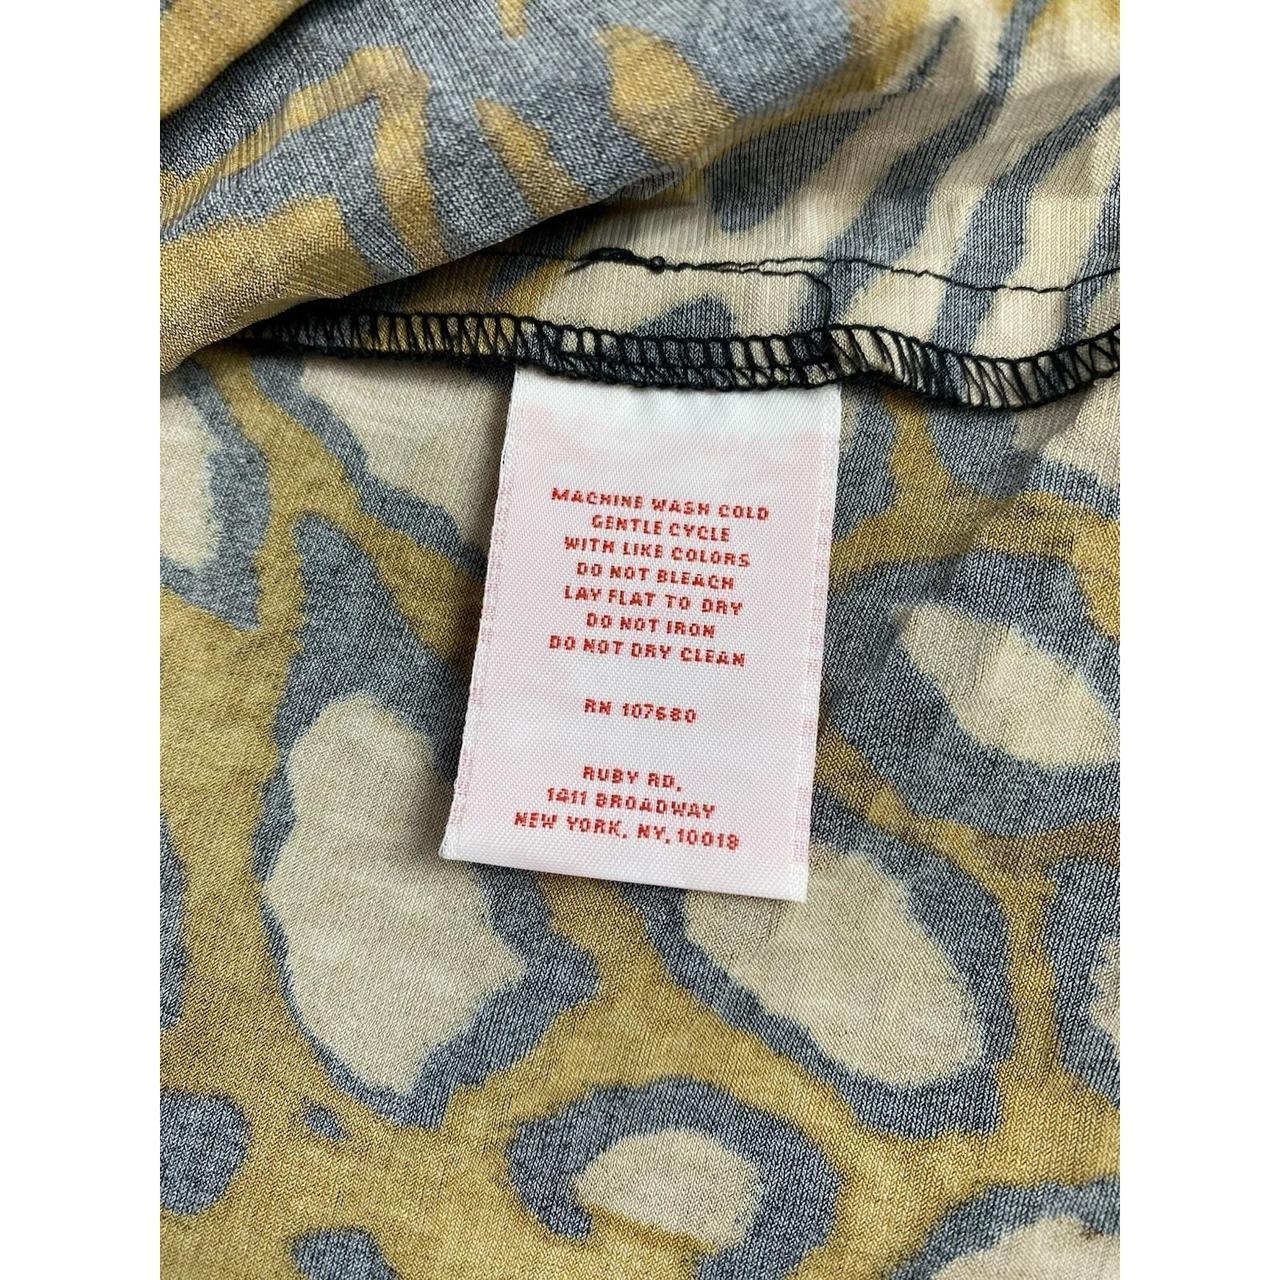 MACHINE WASH COLD
GENTLE CYCLE
WITH LIKE COLORS
DO NOT BLEACH
LAY FLAT TO DRY
DO NOT IRON
DO NOT DRY CLEAN
RN 107680
RUBY RD.
1411 BROADWAY
NEW YORK, NY, 10018